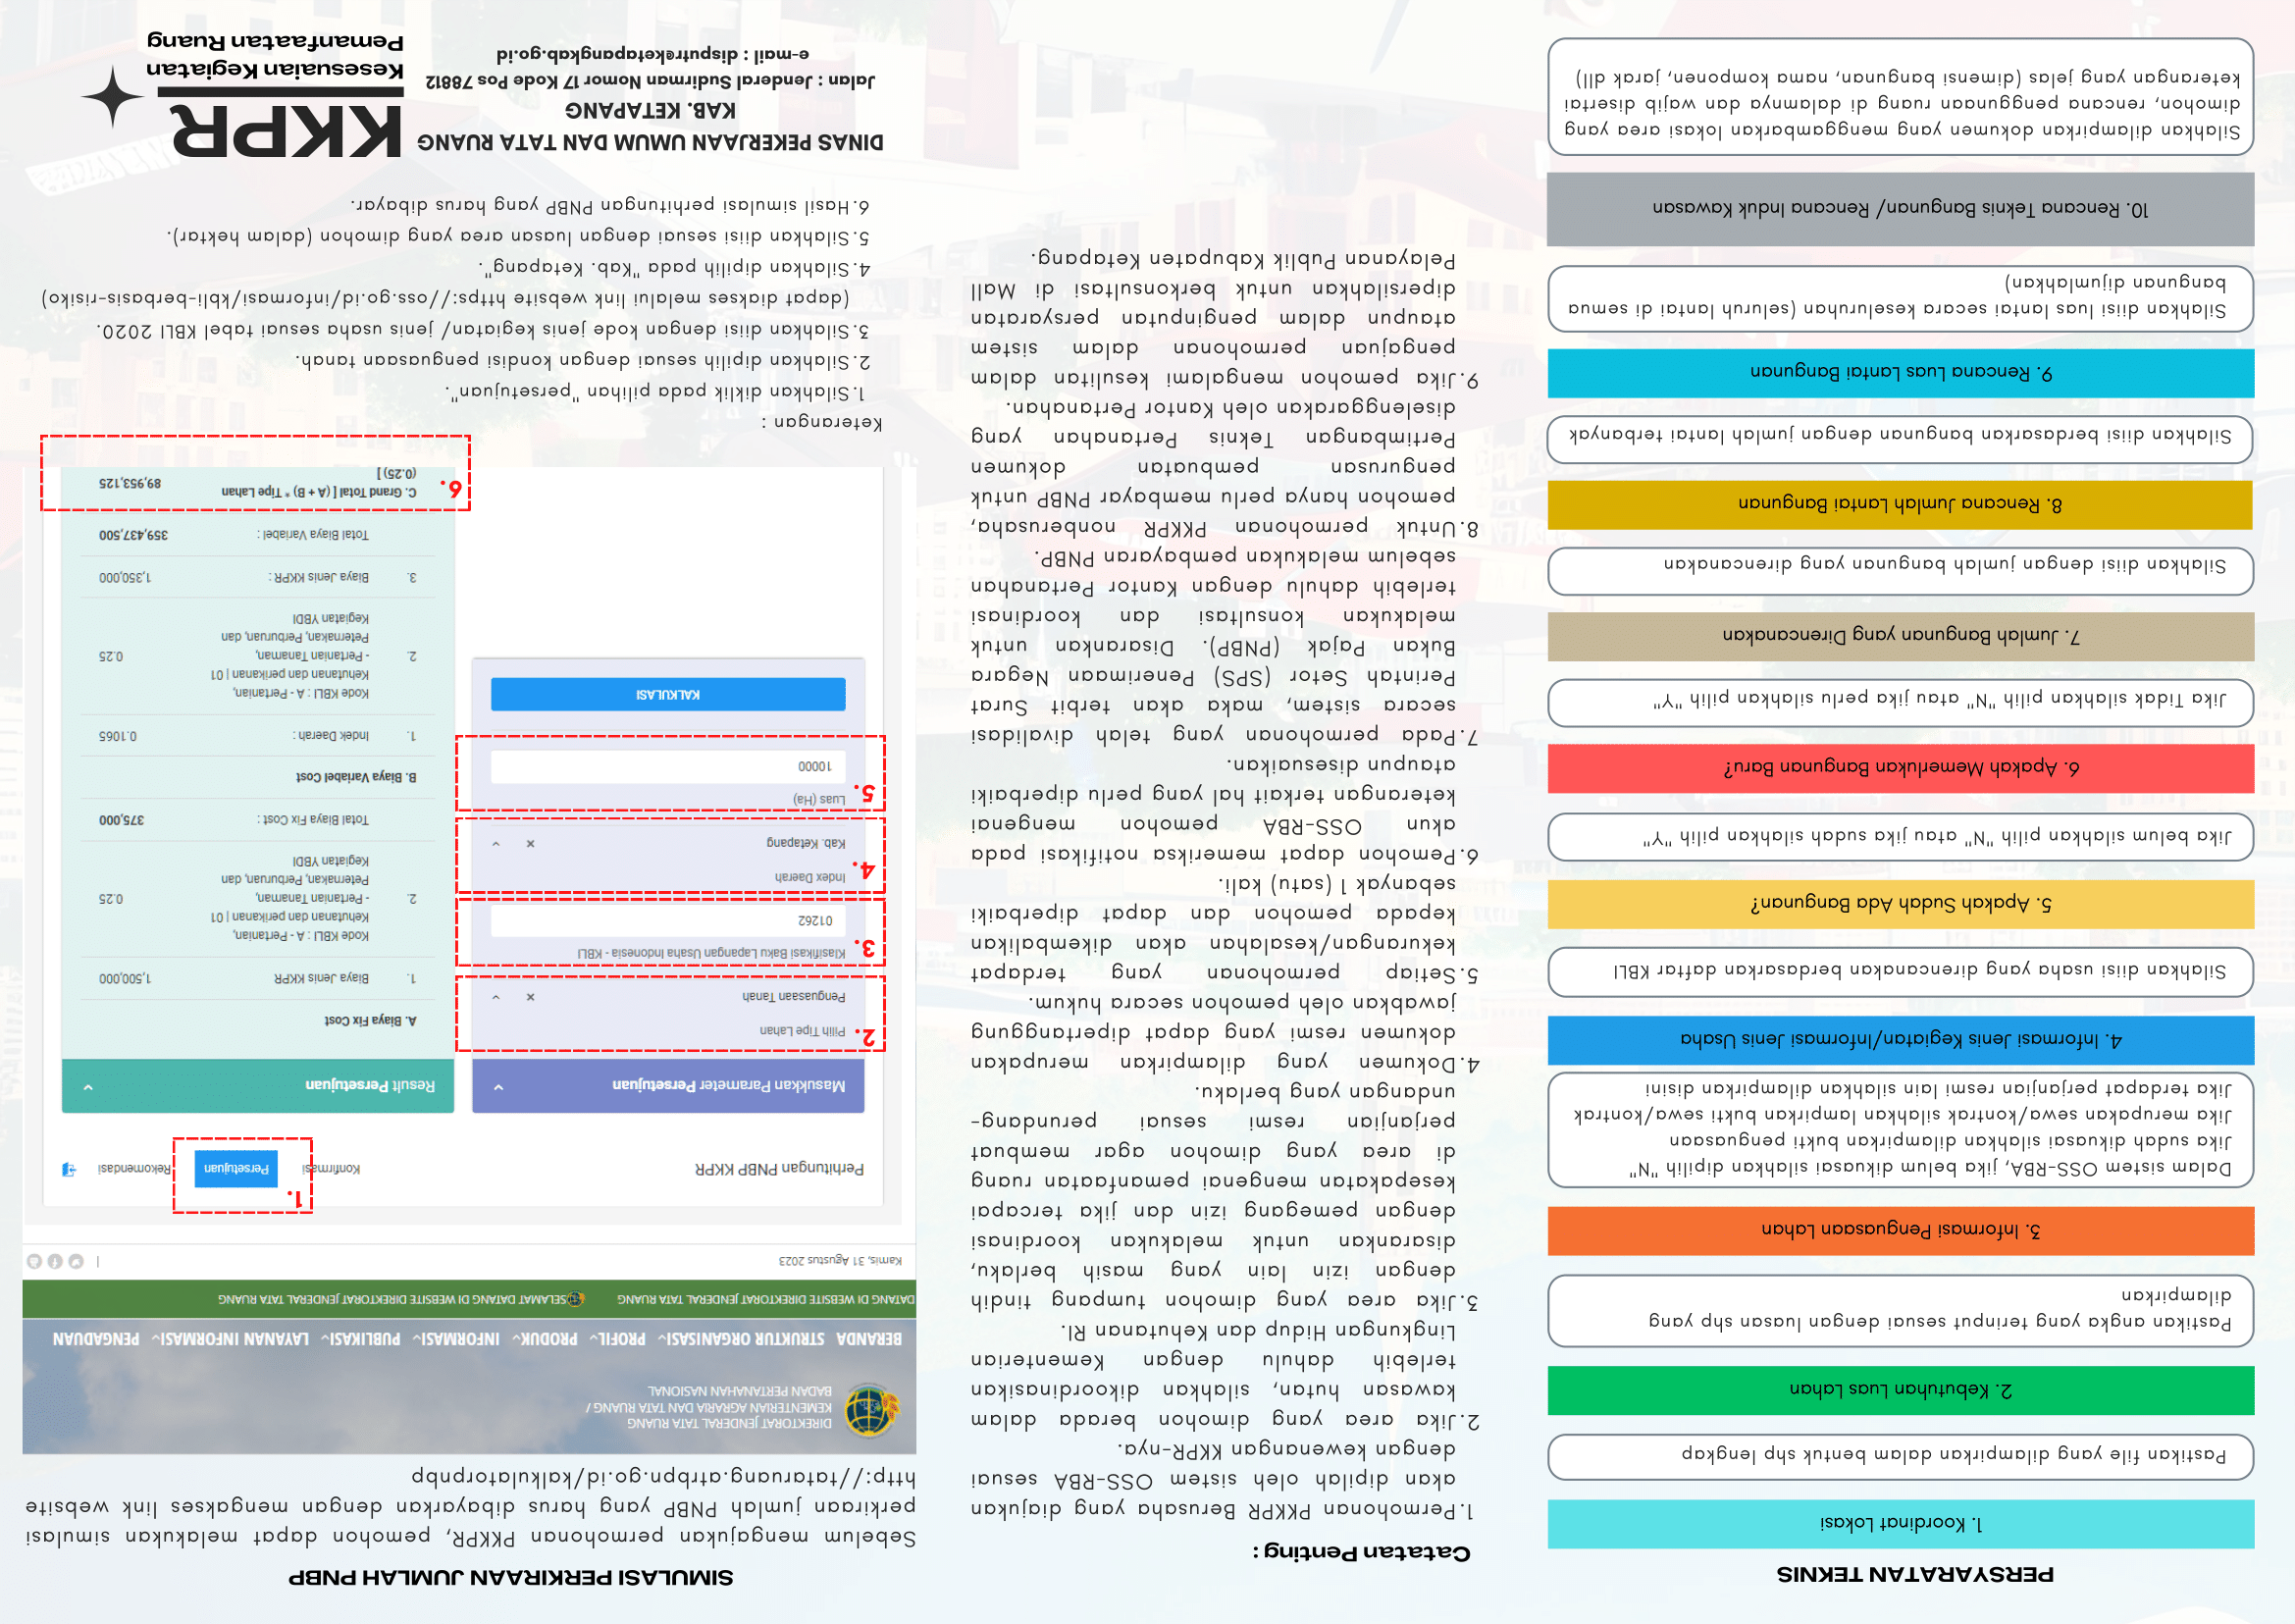 PERSYARATAN TEKNIS
1. Koordinat Lokasi
Pastikan file yang dilampirkan dalam bentuk shp lengkap
2. Kebutuhan Luas Lahan
Pastikan angka yang terinput sesuai dengan luasan shp yang
dilampirkan
3. Informasi Penguasaan Lahan
Dalam sistem OSS-RBA, jika belum dikuasai silahkan dipilih "N"
Jika sudah dikuasai silahkan dilampirkan bukti penguasaan
Jika merupakan sewa/kontrak silahkan lampirkan bukti sewa/kontrak
Jika terdapat perjanjian resmi lain silahkan dilampirkan disini
4. Informasi Jenis Kegiatan/Informasi Jenis Usaha
Silahkan diisi usaha yang direncanakan berdasarkan daftar KBLI
5. Apakah Sudah Ada Bangunan?
Jika belum silahkan pilih "N" atau jika sudah silahkan pilih "Y"
6. Apakah Memerlukan Bangunan Baru?
Jika Tidak silahkan pilih "N" atau jika perlu silahkan pilih "Y"
7. Jumlah Bangunan yang Direncanakan
Silahkan diisi dengan jumlah bangunan yang direncanakan
8. Rencana Jumlah Lantai Bangunan
Silahkan diisi berdasarkan bangunan dengan jumlah lantai terbanyak
9. Rencana Luas Lantai Bangunan
Silahkan diisi luas lantai secara keseluruhan (seluruh lantai di semua
bangunan dijumlahkan)
10. Rencana Teknis Bangunan/ Rencana Induk Kawasan
Silahkan dilampirkan dokumen yang menggambarkan lokasi area yang
dimohon, rencana penggunaan ruang di dalamnya dan wajib disertai
keterangan yang jelas (dimensi bangunan, nama komponen, jarak dll)
Catatan Penting :
1.Permohonan PKKPR Berusaha yang diajukan
akan dipilah oleh sistem OSS-RBA sesuai
dengan kewenangan KKPR-nya.
2.Jika area yang dimohon berada dalam
kawasan hutan, silahkan dikoordinasikan
terlebih dahulu dengan Kementerian
Lingkungan Hidup dan Kehutanan RI.
3.Jika area yang dimohon tumpang tindih
dengan izin lain yang masih berlaku,
disarankan untuk melakukan koordinasi
dengan pemegang izin dan jika tercapai
kesepakatan mengenai pemanfaatan ruang
di area yang dimohon agar membuat
perjanjian resmi sesuai perundang-
undangan yang berlaku.
4.Dokumen yang dilampirkan merupakan
dokumen resmi yang dapat dipertanggung
jawabkan oleh pemohon secara hukum.
5.Setiap permohonan yang terdapat
kekurangan/kesalahan akan dikembalikan
kepada pemohon dan dapat diperbaiki
sebanyak 1 (satu) kali.
6.Pemohon dapat memeriksa notifikasi pada
akun OSS-RBA pemohon mengenai
keterangan terkait hal yang perlu diperbaiki
ataupun disesuaikan.
7.Pada permohonan yang telah divalidasi
secara sistem, maka akan terbit Surat
Perintah Setor (SPS) Penerimaan Negara
Bukan Pajak (PNBP). Disarankan untuk
melakukan konsultasi dan koordinasi
terlebih dahulu dengan Kantor Pertanahan
sebelum melakukan pembayaran PNBP.
8.Untuk permohonan PKKPR nonberusaha,
pemohon hanya perlu membayar PNBP untuk
pengurusan pembuatan dokumen
Pertimbangan Teknis Pertanahan yang
diselenggarakan oleh Kantor Pertanahan.
9.Jika pemohon mengalami kesulitan dalam
pengajuan permohonan dalam sistem
ataupun dalam penginputan persyaratan
dipersilahkan untuk berkonsultasi di Mall
Pelayanan Publik Kabupaten Ketapang.
SIMULASI PERKIRAAN JUMLAH PNBP
Sebelum mengajukan permohonan PKKPR, pemohon dapat melakukan simulasi
perkiraan jumlah PNBP yang harus dibayarkan dengan mengakses link website
http://tataruang.atrbpn.go.id/kalkulatorpnbp
DIREKTORAT JENDERAL TATA RUANG
KEMENTERIAN AGRARIA DAN TATA RUANG /
BADAN PERTANAHAN NASIONAL
BERANDA STRUKTUR ORGANISASI PROFIL PRODUK INFORMASI PUBLIKASI LAYANAN INFORMASI PENGADUAN
DATANG DI WEBSITE DIREKTORAT JENDERAL TATA RUANG SELAMAT DATANG DI WEBSITE DIREKTORAT JENDERAL TATA RUANG
Kamis, 31 Agustus 2023 |
Perhitungan PNBP KKPR
Konfirmasi
1.
Persetujuan
Rekomendasi
Masukkan Parameter Persetujuan
Pilih Tipe Lahan
2.
Penguasaan Tanah
Klasifikasi Baku Lapangan Usaha Indonesia - KBLI
3.
01262
Index Daerah
4.
Kab. Ketapang
Luas (Ha)
5.
10000
KALKULASI
Result Persetujuan
A. Biaya Fix Cost
1. Biaya Jenis KKPR 1,500,000
Kode KBLI : A - Pertanian,
Kehutanan dan perikanan | 01
2. - Pertanian Tanaman, 0.25
Peternakan, Perburuan, dan
Kegiatan YBDI
Total Biaya Fix Cost : 375,000
B. Biaya Variabel Cost
1. Indek Daerah : 0.1065
Kode KBLI : A - Pertanian,
Kehutanan dan perikanan | 01
2. - Pertanian Tanaman, 0.25
Peternakan, Perburuan, dan
Kegiatan YBDI
3. Biaya Jenis KKPR : 1,350,000
Total Biaya Variabel : 359,437,500
6.
C. Grand Total [ (A + B) * Tipe Lahan
(0.25) ] 89,953,125
Keterangan :
1.Silahkan diklik pada pilihan "persetujuan".
2.Silahkan dipilih sesuai dengan kondisi penguasaan tanah.
3.Silahkan diisi dengan kode jenis kegiatan/ jenis usaha sesuai tabel KBLI 2020.
(dapat diakses melalui link website https://oss.go.id/informasi/kbli-berbasis-risiko)
4.Silahkan dipilih pada "Kab. Ketapang".
5.Silahkan diisi sesuai dengan luasan area yang dimohon (dalam hektar).
6.Hasil simulasi perhitungan PNBP yang harus dibayar.
DINAS PEKERJAAN UMUM DAN TATA RUANG
KAB. KETAPANG
Jalan : Jenderal Sudirman Nomor 17 Kode Pos 78812
e-mail : disputr@ketapangkab.go.id
KKPR
Kesesuaian Kegiatan
Pemanfaatan Ruang